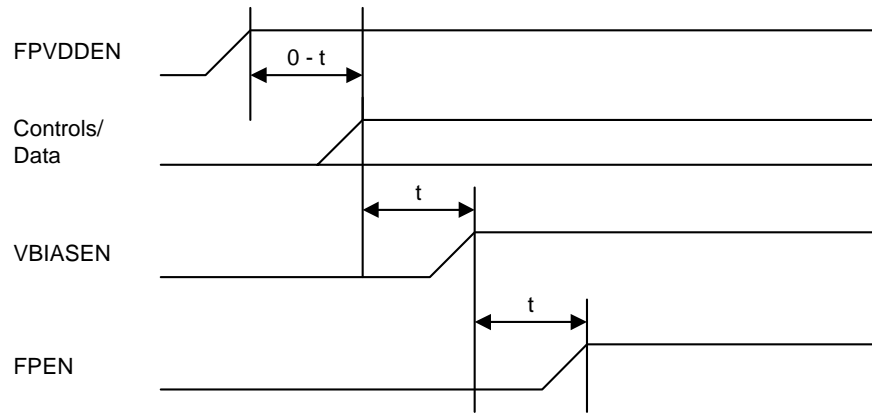 FPVDDEN
0 - t
Controls/
Data
t
VBIASEN
t
FPEN